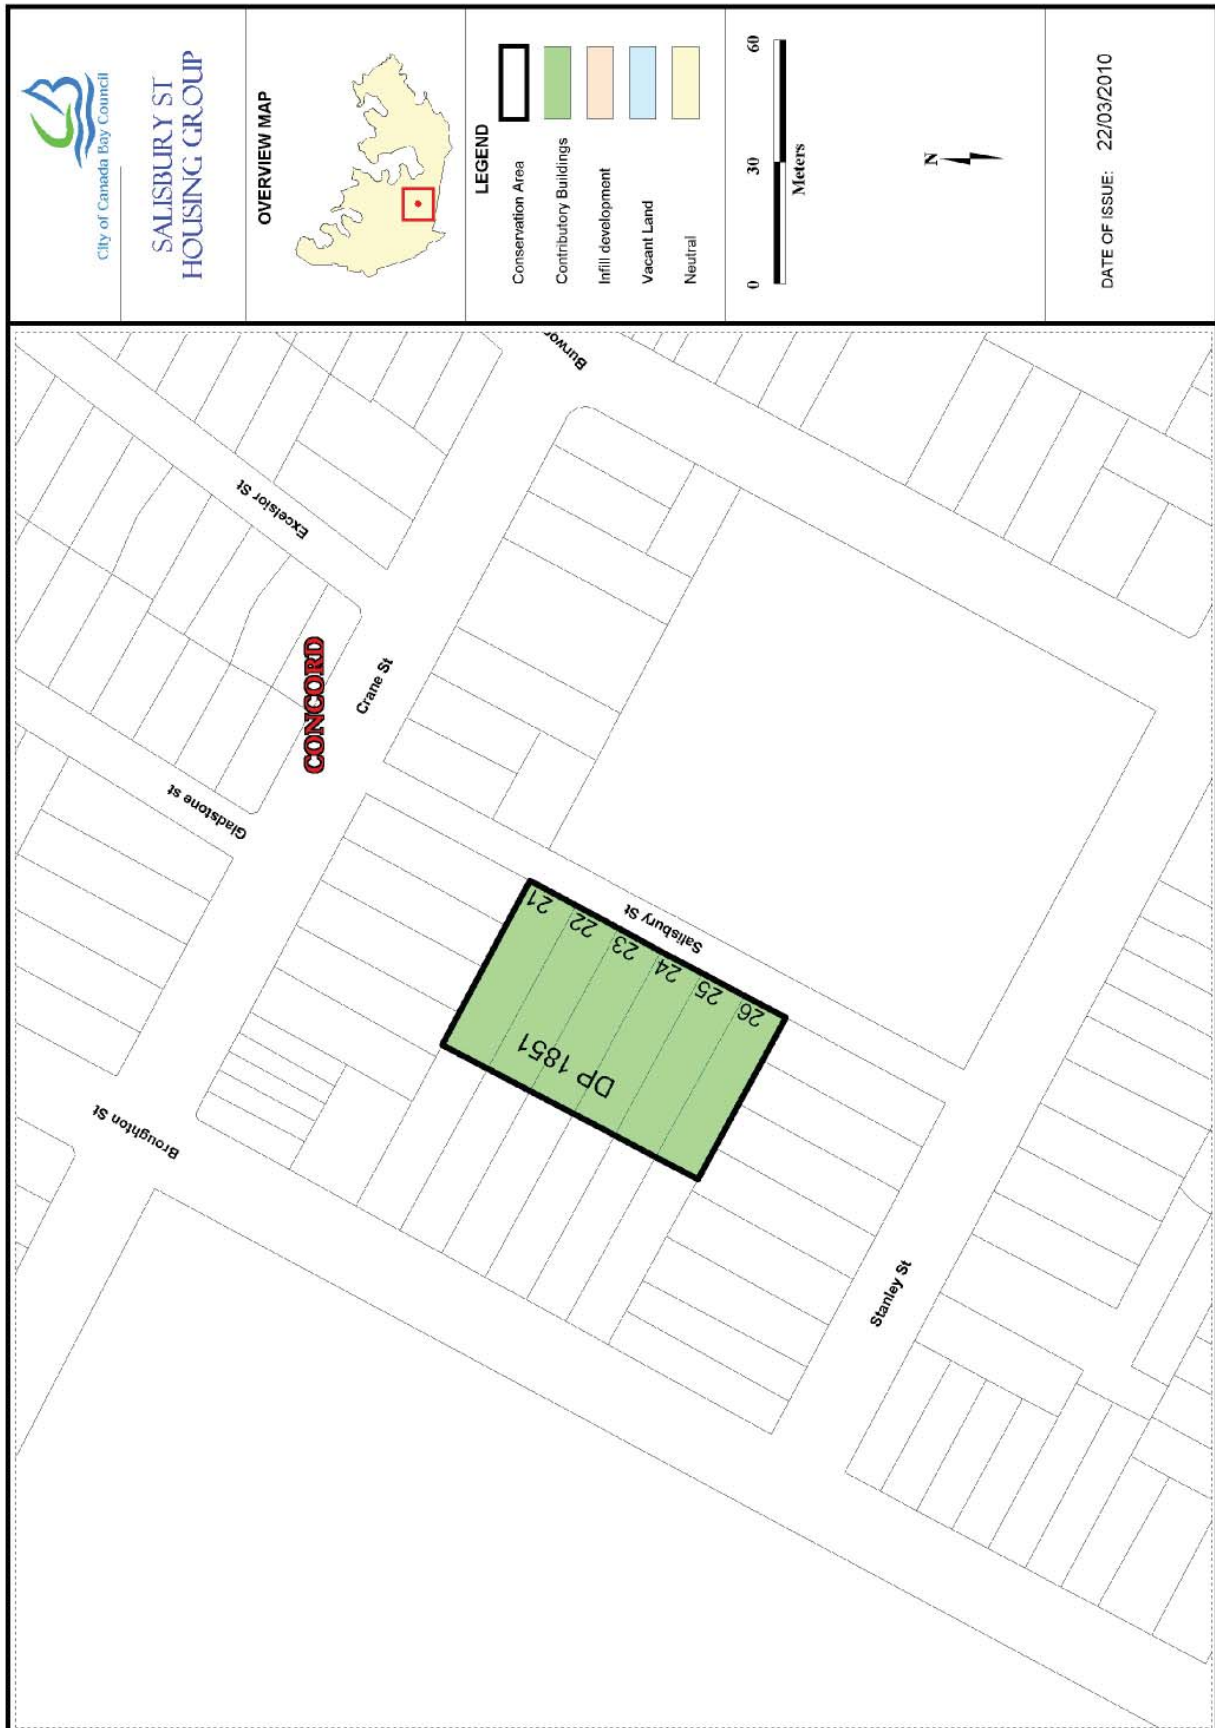 City of Canada Bay Council
SALISBURY ST
HOUSING GROUP
OVERVIEW MAP
LEGEND
Conservation Area
Contributory Buildings
Infill development
Vacant Land
Neutral
0 30 60
Meters
N
DATE OF ISSUE: 22/03/2010
Excelsior St
Burwoo
CONCORD
Crane St
Gladstone st
Broughton St
Salisbury St
Stanley St
21
22
23
24
25
26
DP 1851